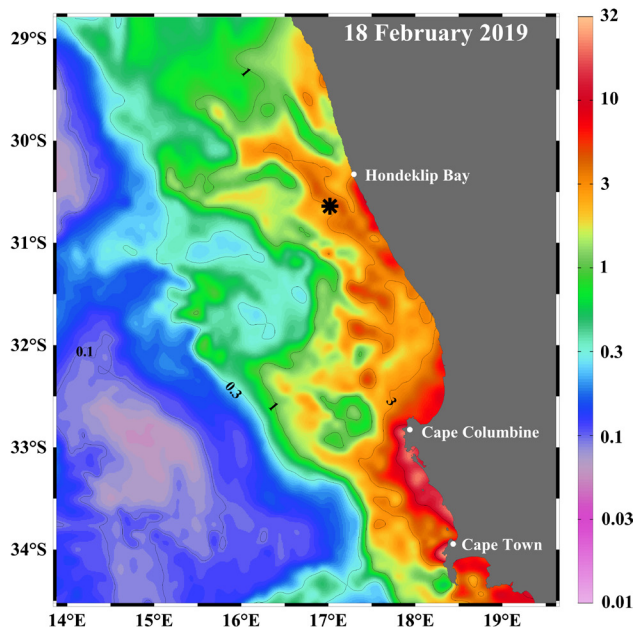 18 February 2019
29°S
30°S
31°S
32°S
33°S
34°S
1
Hondeklip Bay
0.1
0.3
1
3
Cape Columbine
Cape Town
14°E
15°E
16°E
17°E
18°E
19°E
32
10
3
1
0.3
0.1
0.03
0.01